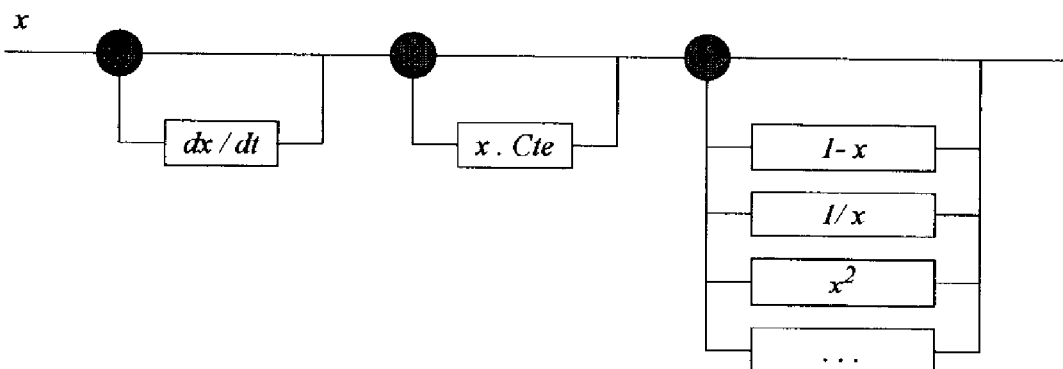 x
dx / dt
x . Cte
1- x
1/ x
x²
. . .